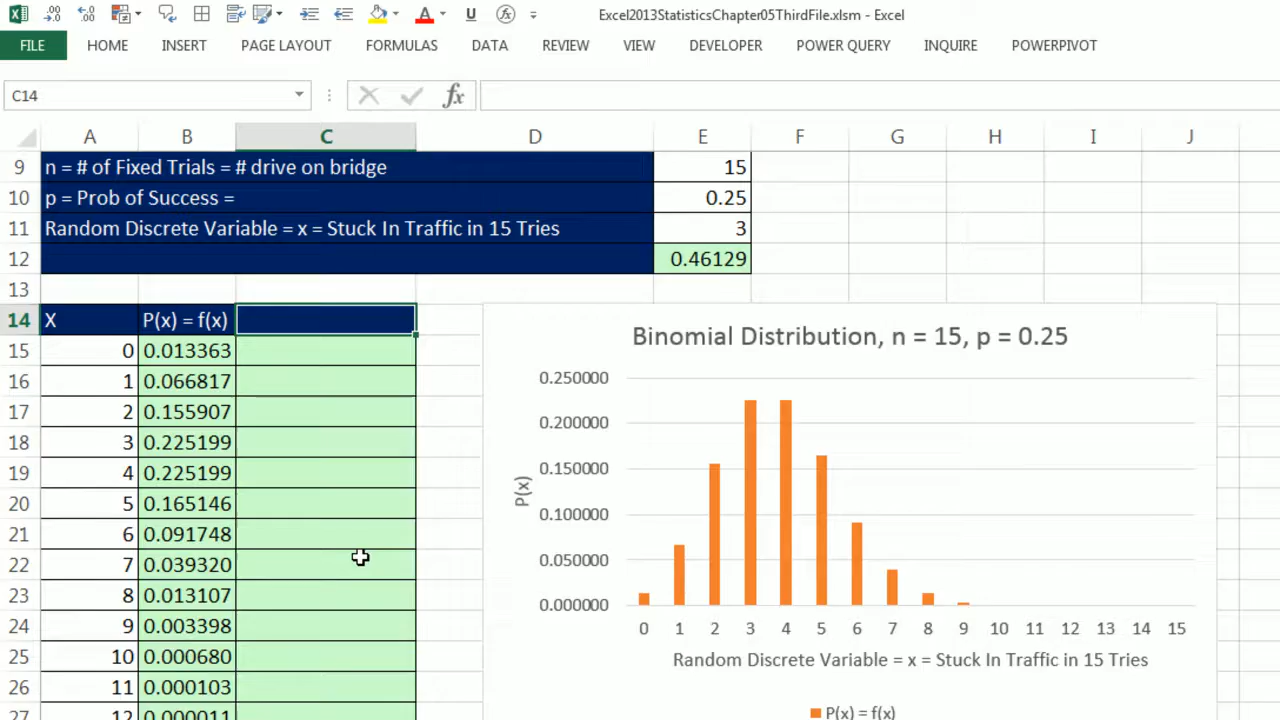 Excel2013StatisticsChapter05ThirdFile.xlsm - Excel
FILE HOME INSERT PAGE LAYOUT FORMULAS DATA REVIEW VIEW DEVELOPER POWER QUERY INQUIRE POWERPIVOT
C14 fx
A B C D E F G H I J
9 n = # of Fixed Trials = # drive on bridge 15
10 p = Prob of Success = 0.25
11 Random Discrete Variable = x = Stuck In Traffic in 15 Tries 3
12 0.46129
13
14 X P(x) = f(x)
15 0 0.013363
16 1 0.066817
17 2 0.155907
18 3 0.225199
19 4 0.225199
20 5 0.165146
21 6 0.091748
22 7 0.039320
23 8 0.013107
24 9 0.003398
25 10 0.000680
26 11 0.000103
27 12 0.000011
Binomial Distribution, n = 15, p = 0.25
0.250000
0.200000
0.150000
0.100000
0.050000
0.000000
P(x)
0 1 2 3 4 5 6 7 8 9 10 11 12 13 14 15
Random Discrete Variable = x = Stuck In Traffic in 15 Tries
P(x) = f(x)